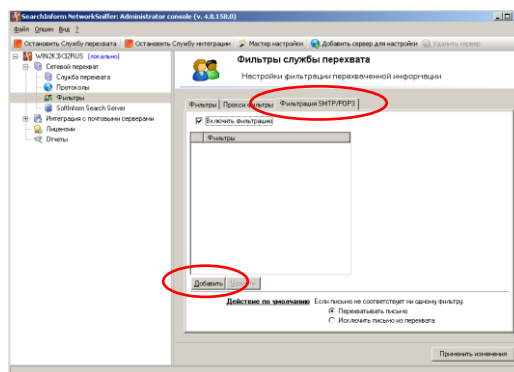 SearchInform NetworkSniffer: Administrator console (v. 4.0.150.0)
Файл Опции Вид ?
Остановить Службу перехвата Остановить Службу интеграции Мастер настройки Добавить сервер для настройки Удалить сервер
WIN2K3X32RUS (локально)
Сетевой перехват
Служба перехвата
Протоколы
Фильтры
SoftInform Search Server
Интеграция с почтовыми серверами
Лицензии
Отчеты
Фильтры службы перехвата
Настройки фильтрации перехваченной информации
Фильтры Прокси фильтры Фильтрация SMTP/POP3
Включить фильтрацию
Фильтры
Добавить Удалить
Действие по умолчанию Если письмо не соответствует ни одному фильтру:
Перехватывать письмо
Исключить письмо из перехвата
Применить изменения